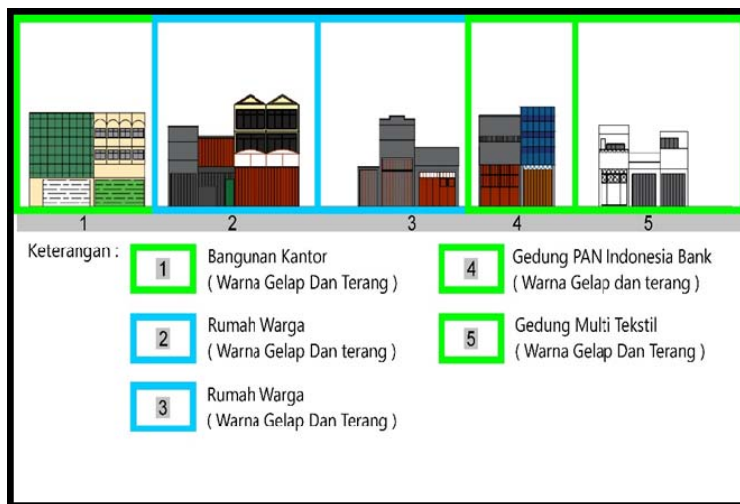 1 2 3 4 5
Keterangan :
1 Bangunan Kantor
( Warna Gelap Dan Terang )
2 Rumah Warga
( Warna Gelap Dan terang )
3 Rumah Warga
( Warna Gelap Dan Terang )
4 Gedung PAN Indonesia Bank
( Warna Gelap dan terang )
5 Gedung Multi Tekstil
( Warna Gelap Dan Terang )